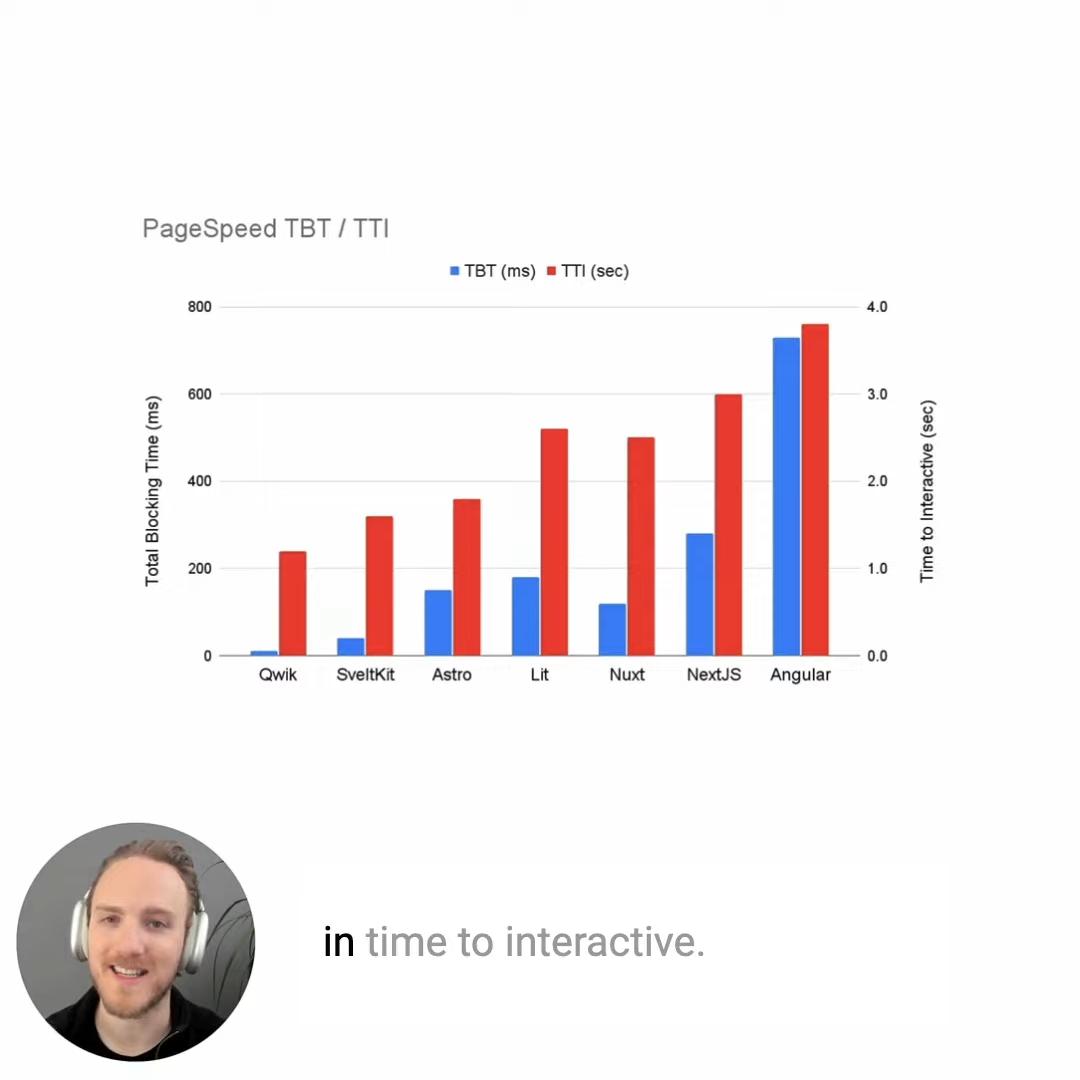 PageSpeed TBT / TTI
TBT (ms) TTI (sec)
800 4.0
600 3.0
400 2.0
200 1.0
0 0.0
Total Blocking Time (ms)
Time to Interactive (sec)
Qwik SveltKit Astro Lit Nuxt NextJS Angular
in time to interactive.